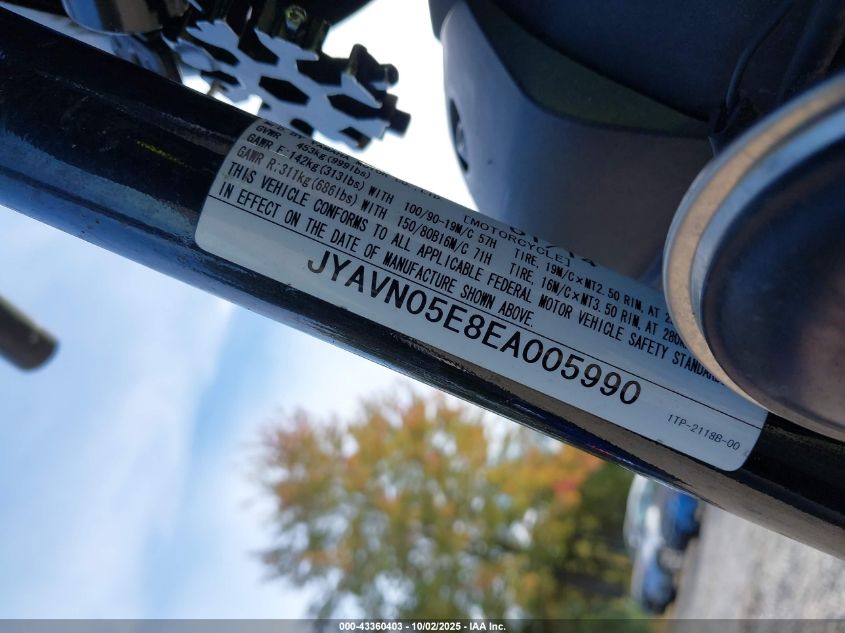 GVWR 453kg(999lbs)
GAWR F.:142kg(313lbs) WITH 100/90-19M/C 57H TIRE, 19M/C×MT2.50 RIM, AT
GAWR R.:311kg(686lbs) WITH 150/80B16M/C 71H TIRE, 16M/C×MT3.50 RIM, AT 280
[MOTORCYCLE]
THIS VEHICLE CONFORMS TO ALL APPLICABLE FEDERAL MOTOR VEHICLE SAFETY STANDARD
IN EFFECT ON THE DATE OF MANUFACTURE SHOWN ABOVE.
JYAVN05E8EA005990
1TP-2118B-00
000-43360403 - 10/02/2025 - IAA Inc.